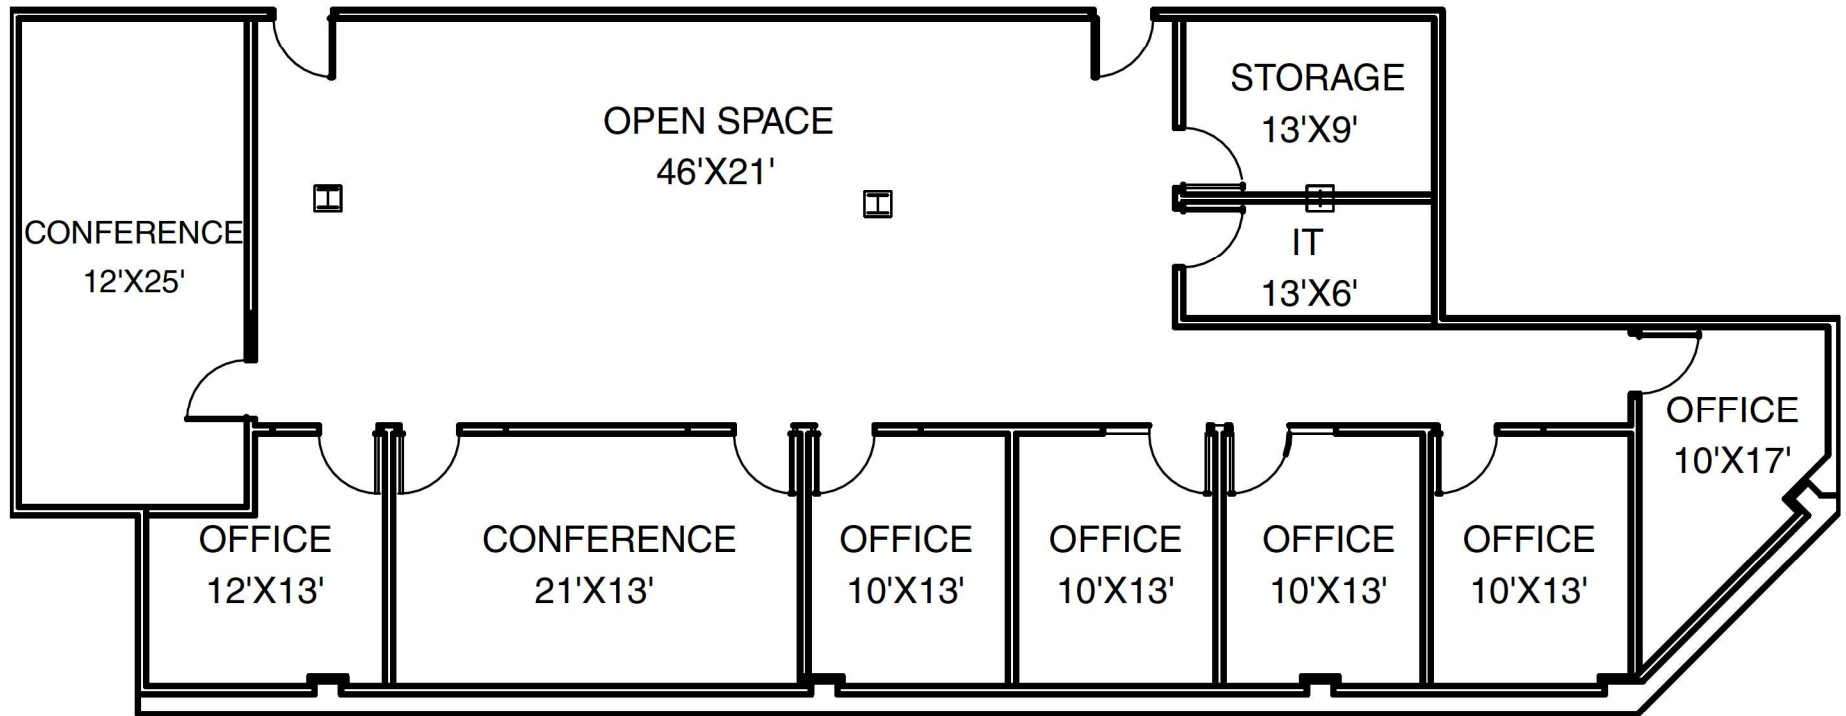 OPEN SPACE
46'X21'
STORAGE
13'X9'
CONFERENCE
12'X25'
IT
13'X6'
OFFICE
10'X17'
OFFICE
12'X13'
CONFERENCE
21'X13'
OFFICE
10'X13'
OFFICE
10'X13'
OFFICE
10'X13'
OFFICE
10'X13'